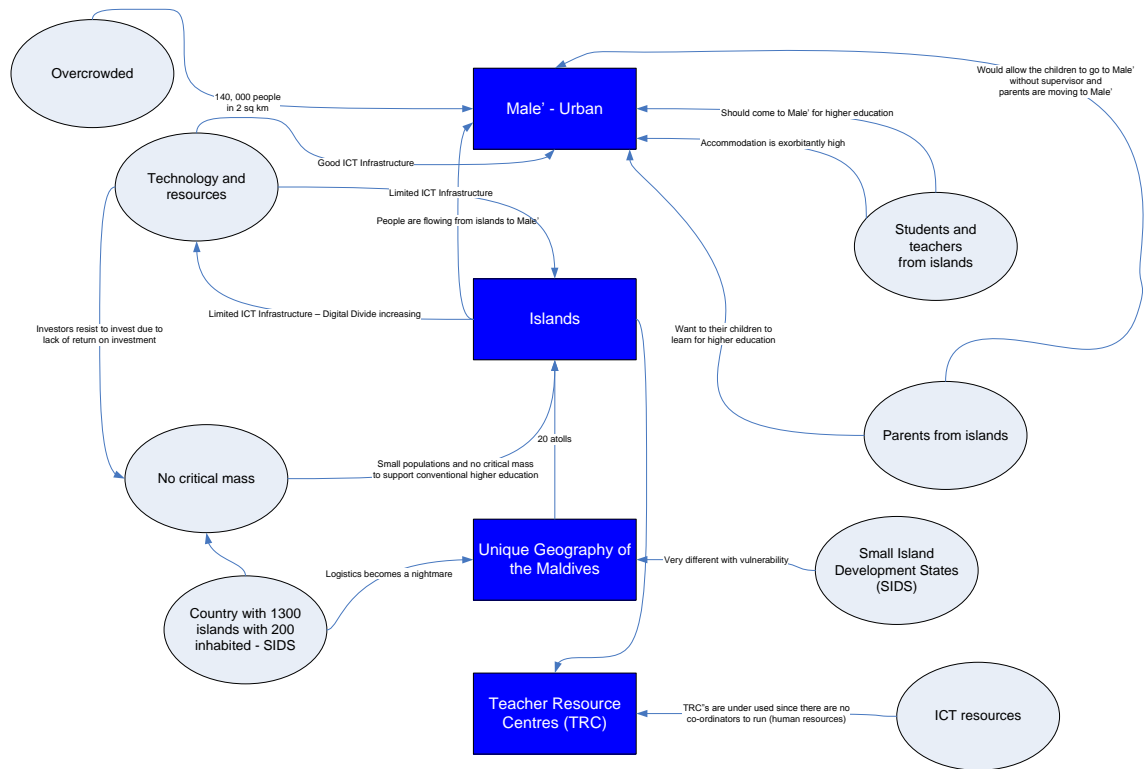 Overcrowded
140, 000 people
in 2 sq km
Male' - Urban
Would allow the children to go to Male'
without supervisor and
parents are moving to Male'
Should come to Male' for higher education
Accommodation is exorbitantly high
Good ICT Infrastructure
Technology and
resources
Limited ICT Infrastructure
People are flowing from islands to Male'
Students and
teachers
from islands
Islands
Limited ICT Infrastructure – Digital Divide increasing
Investors resist to invest due to
lack of return on investment
Want to their children to
learn for higher education
Parents from islands
20 atolls
No critical mass
Small populations and no critical mass
to support conventional higher education
Unique Geography of
the Maldives
Very different with vulnerability
Small Island
Development States
(SIDS)
Logistics becomes a nightmare
Country with 1300
islands with 200
inhabited - SIDS
Teacher Resource
Centres (TRC)
TRC"s are under used since there are no
co-ordinators to run (human resources)
ICT resources